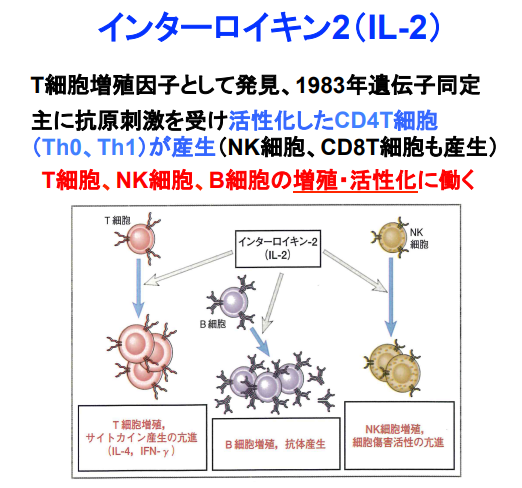 インターロイキン2（IL-2）
T細胞増殖因子として発見、1983年遺伝子同定
主に抗原刺激を受け活性化したCD4T細胞
（Th0、Th1）が産生（NK細胞、CD8T細胞も産生）
T細胞、NK細胞、B細胞の増殖・活性化に働く
T細胞
インターロイキン-2
（IL-2）
NK
細胞
B細胞
T細胞増殖，
サイトカイン産生の亢進
（IL-4，IFN-γ）
B細胞増殖，抗体産生
NK細胞増殖，
細胞傷害活性の亢進